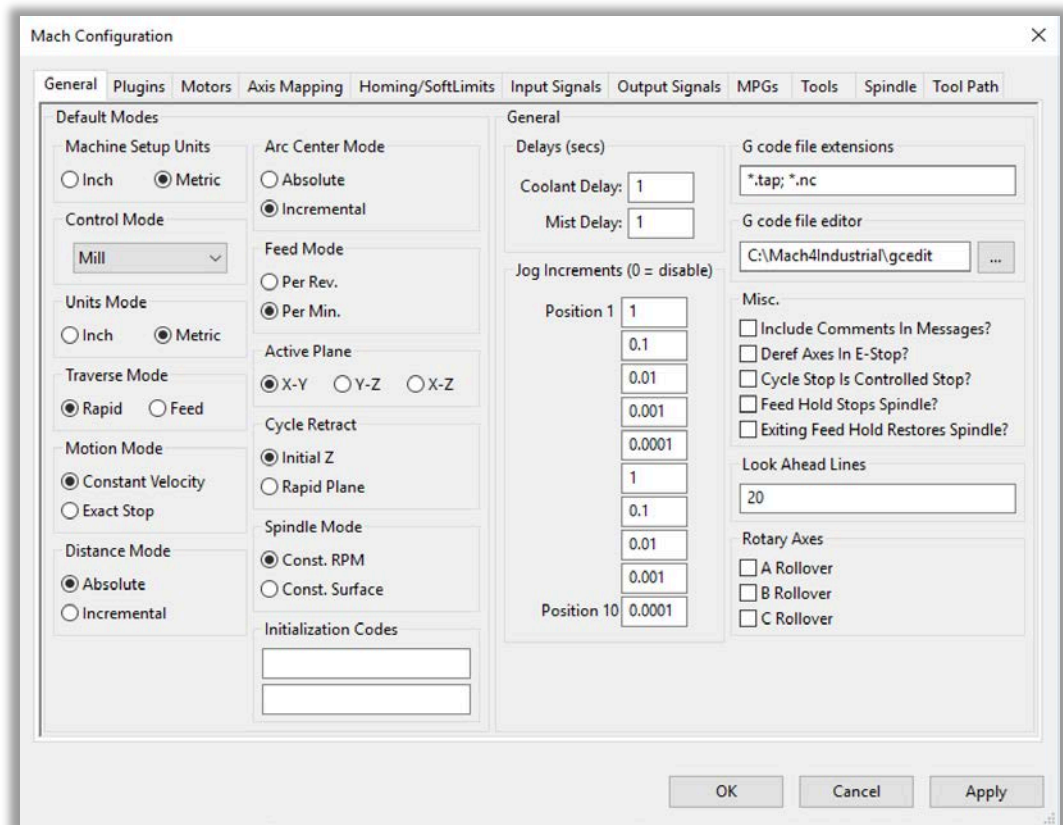 Mach Configuration
General Plugins Motors Axis Mapping Homing/SoftLimits Input Signals Output Signals MPGs Tools Spindle Tool Path
Default Modes
Machine Setup Units
Inch Metric
Control Mode
Mill
Units Mode
Inch Metric
Traverse Mode
Rapid Feed
Motion Mode
Constant Velocity
Exact Stop
Distance Mode
Absolute
Incremental
Arc Center Mode
Absolute
Incremental
Feed Mode
Per Rev.
Per Min.
Active Plane
X-Y Y-Z X-Z
Cycle Retract
Initial Z
Rapid Plane
Spindle Mode
Const. RPM
Const. Surface
Initialization Codes
General
Delays (secs)
Coolant Delay: 1
Mist Delay: 1
Jog Increments (0 = disable)
Position 1 1
0.1
0.01
0.001
0.0001
1
0.1
0.01
0.001
Position 10 0.0001
G code file extensions
*.tap; *.nc
G code file editor
C:\Mach4Industrial\gcedit ...
Misc.
Include Comments In Messages?
Deref Axes In E-Stop?
Cycle Stop Is Controlled Stop?
Feed Hold Stops Spindle?
Exiting Feed Hold Restores Spindle?
Look Ahead Lines
20
Rotary Axes
A Rollover
B Rollover
C Rollover
OK Cancel Apply